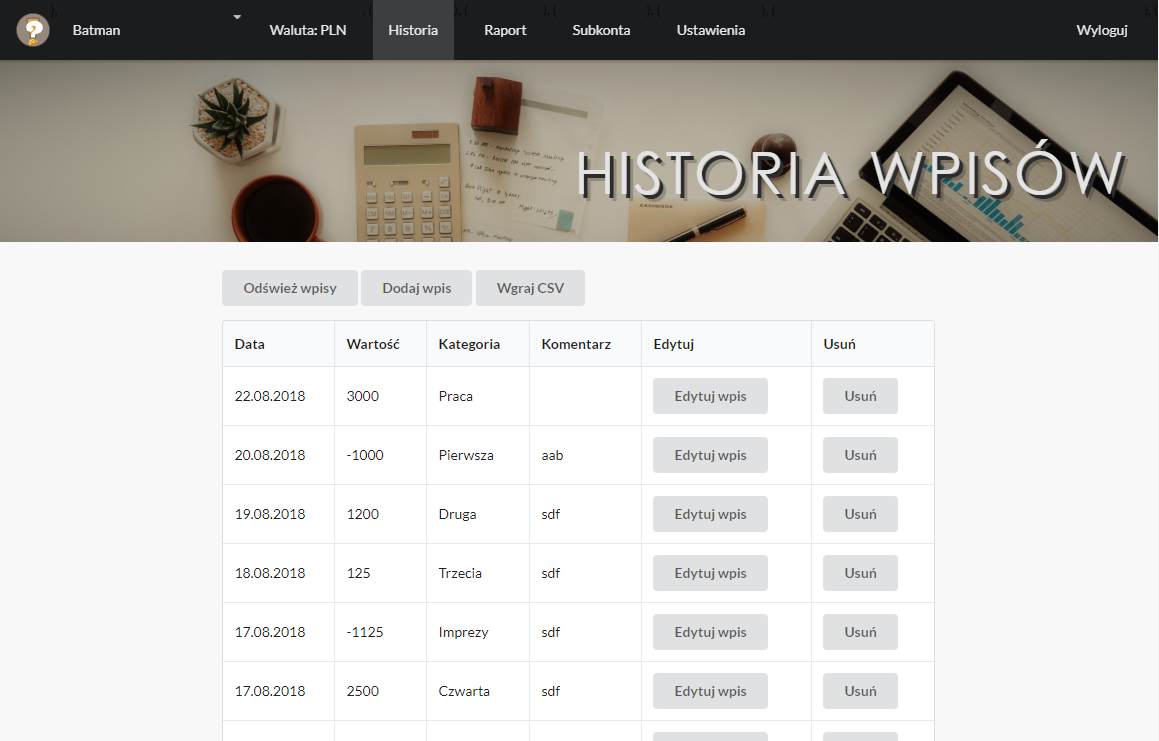 Batman
Waluta: PLN
Historia
Raport
Subkonta
Ustawienia
Wyloguj
HISTORIA WPISÓW
CASHBOOK
Odśwież wpisy Dodaj wpis Wgraj CSV
Data Wartość Kategoria Komentarz Edytuj Usuń
22.08.2018 3000 Praca Edytuj wpis Usuń
20.08.2018 -1000 Pierwsza aab Edytuj wpis Usuń
19.08.2018 1200 Druga sdf Edytuj wpis Usuń
18.08.2018 125 Trzecia sdf Edytuj wpis Usuń
17.08.2018 -1125 Imprezy sdf Edytuj wpis Usuń
17.08.2018 2500 Czwarta sdf Edytuj wpis Usuń